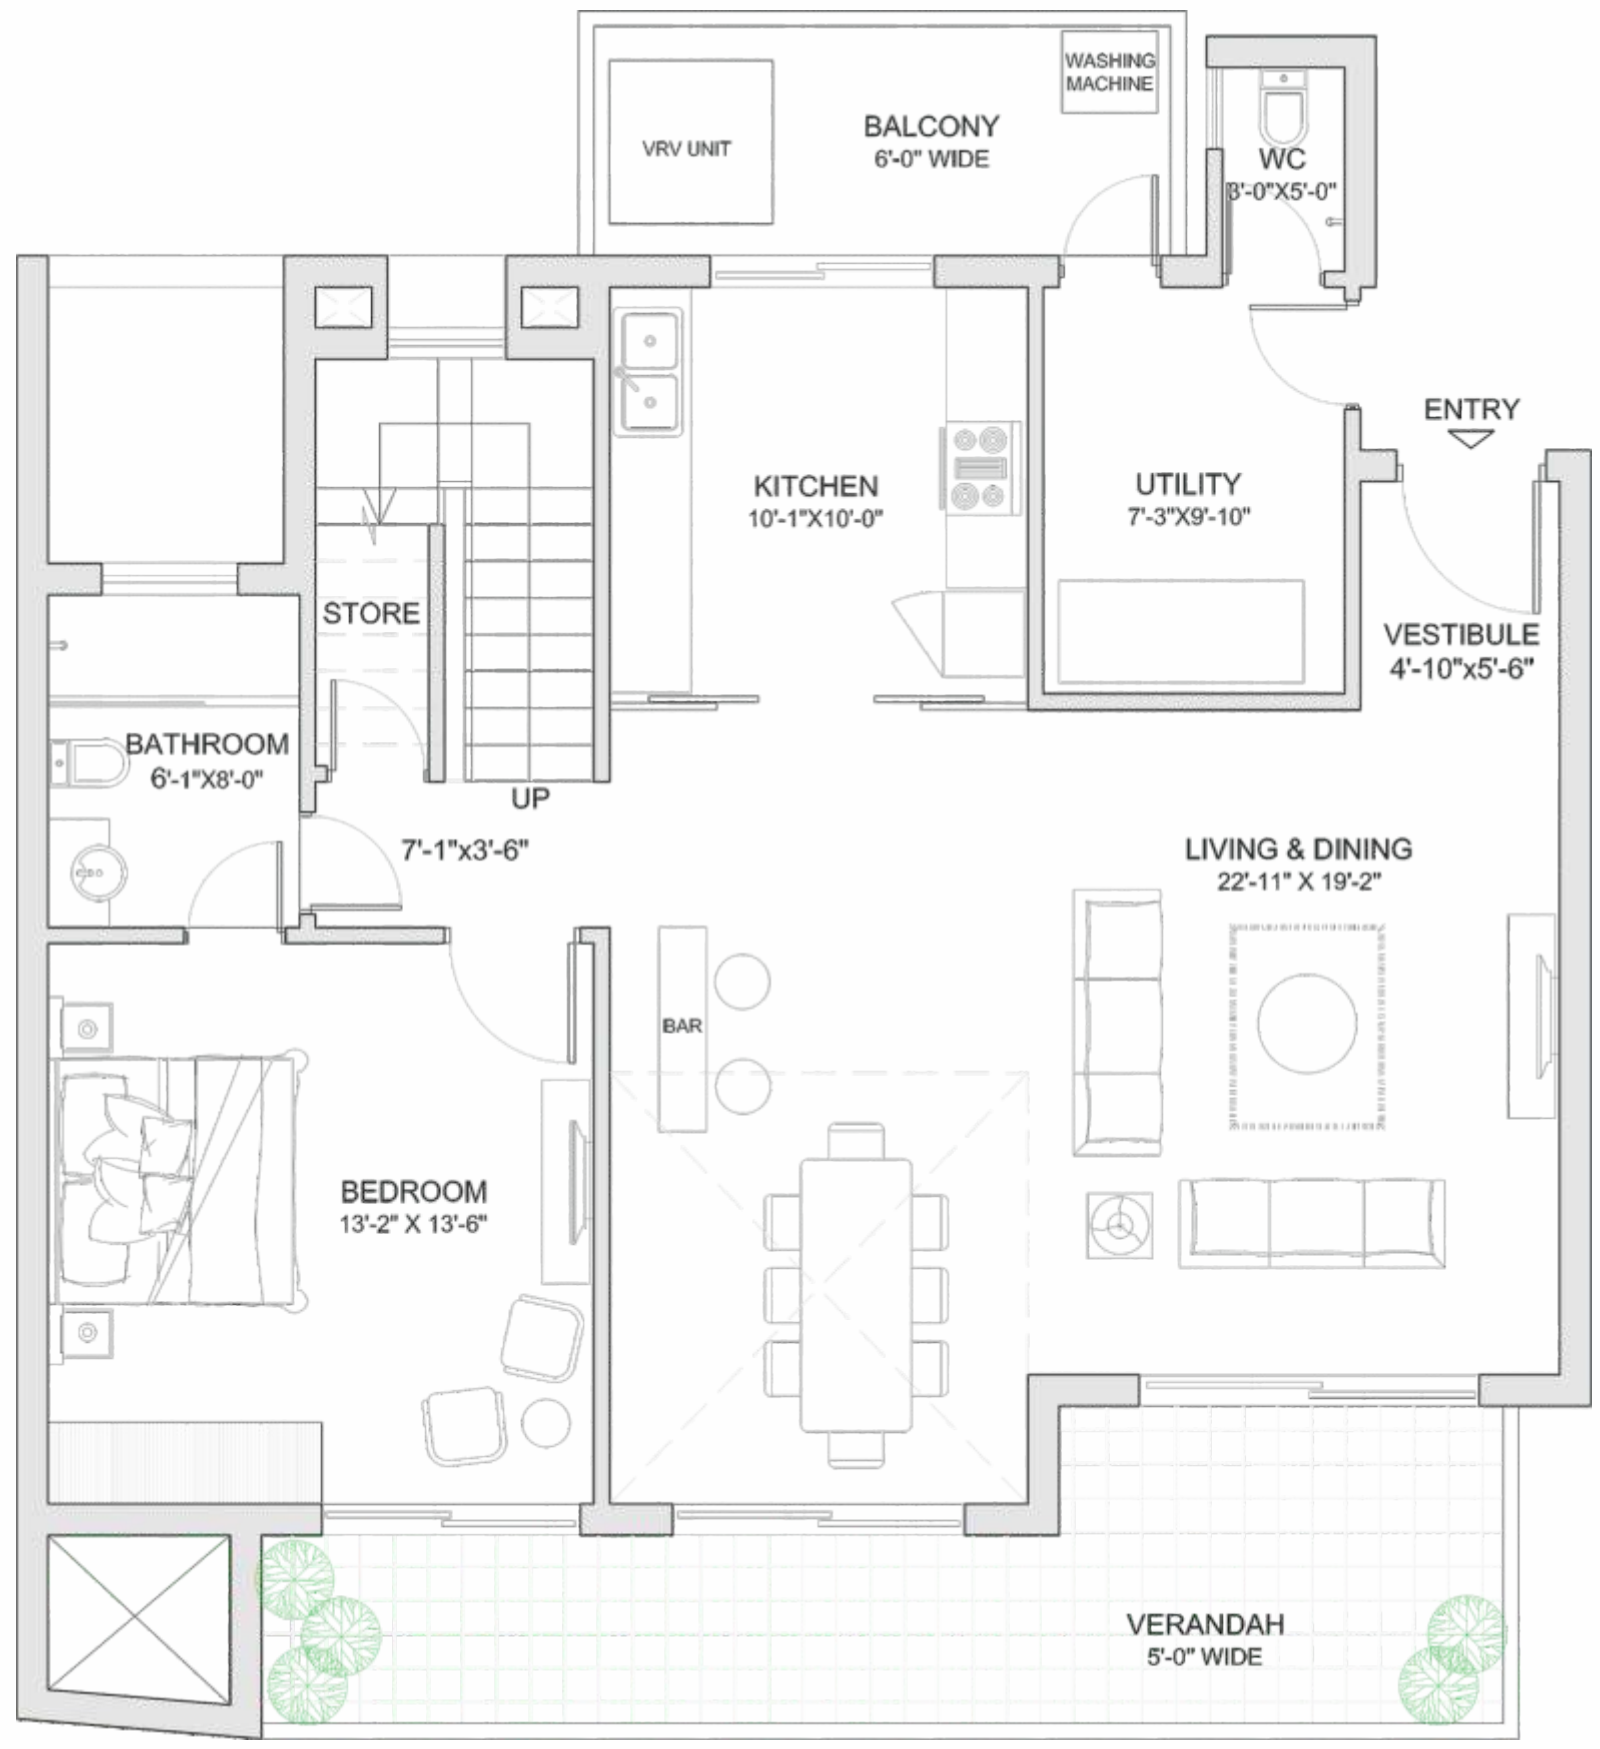 WASHING
MACHINE
VRV UNIT
BALCONY
6'-0" WIDE
WC
3'-0"X5'-0"
ENTRY
KITCHEN
10'-1"X10'-0"
UTILITY
7'-3"X9'-10"
STORE
VESTIBULE
4'-10"x5'-6"
BATHROOM
6'-1"X8'-0"
UP
7'-1"x3'-6"
LIVING & DINING
22'-11" X 19'-2"
BAR
BEDROOM
13'-2" X 13'-6"
VERANDAH
5'-0" WIDE